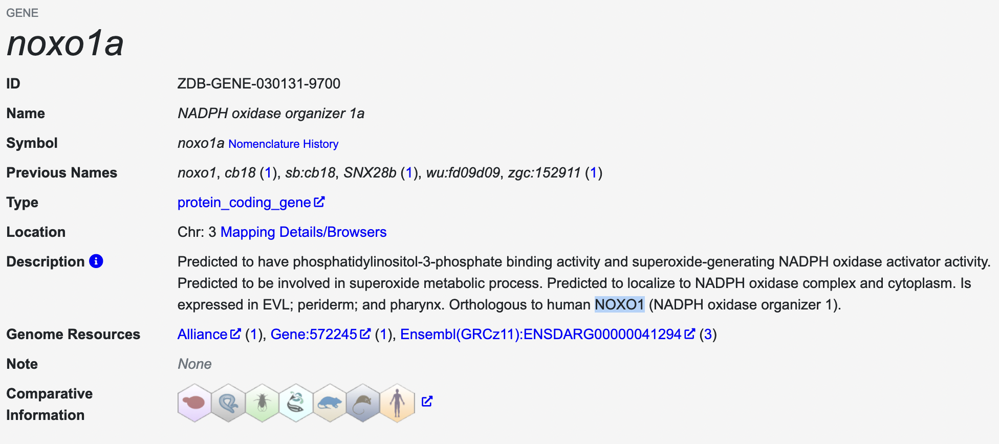 GENE
noxo1a
ID ZDB-GENE-030131-9700
Name NADPH oxidase organizer 1a
Symbol noxo1a Nomenclature History
Previous Names noxo1, cb18 (1), sb:cb18, SNX28b (1), wu:fd09d09, zgc:152911 (1)
Type protein_coding_gene
Location Chr: 3 Mapping Details/Browsers
Description Predicted to have phosphatidylinositol-3-phosphate binding activity and superoxide-generating NADPH oxidase activator activity.
Predicted to be involved in superoxide metabolic process. Predicted to localize to NADPH oxidase complex and cytoplasm. Is
expressed in EVL; periderm; and pharynx. Orthologous to human NOXO1 (NADPH oxidase organizer 1).
Genome Resources Alliance (1), Gene:572245 (1), Ensembl(GRCz11):ENSDARG00000041294 (3)
Note None
Comparative
Information